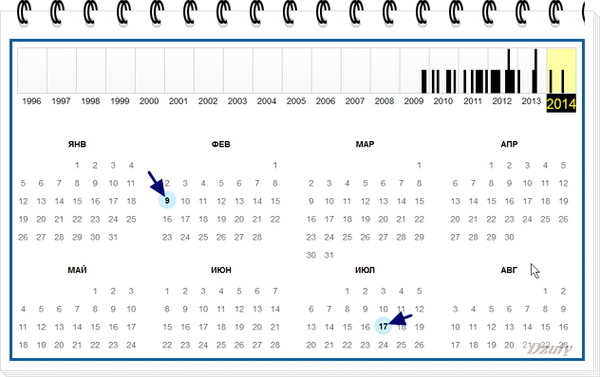 1996 1997 1998 1999 2000 2001 2002 2003 2004 2005 2006 2007 2008 2009 2010 2011 2012 2013 2014
ЯНВ ФЕВ МАР АПР
1 2 3 4 1 1 1 2 3 4 5
5 6 7 8 9 10 11 2 3 4 5 6 7 8 2 3 4 5 6 7 8 6 7 8 9 10 11 12
12 13 14 15 16 17 18 9 10 11 12 13 14 15 9 10 11 12 13 14 15 13 14 15 16 17 18 19
19 20 21 22 23 24 25 16 17 18 19 20 21 22 16 17 18 19 20 21 22 20 21 22 23 24 25 26
26 27 28 29 30 31 23 24 25 26 27 28 23 24 25 26 27 28 29 27 28 29 30
30 31
МАЙ ИЮН ИЮЛ АВГ
1 2 3 1 2 3 4 5 6 7 1 2 3 4 5 1 2
4 5 6 7 8 9 10 8 9 10 11 12 13 14 6 7 8 9 10 11 12 3 4 5 6 7 8 9
11 12 13 14 15 16 17 15 16 17 18 19 20 21 13 14 15 16 17 18 19 10 11 12 13 14 15 16
18 19 20 21 22 23 24 22 23 24 25 26 27 28 20 21 22 23 24 25 26 17 18 19 20 21 22 23
Dzuly